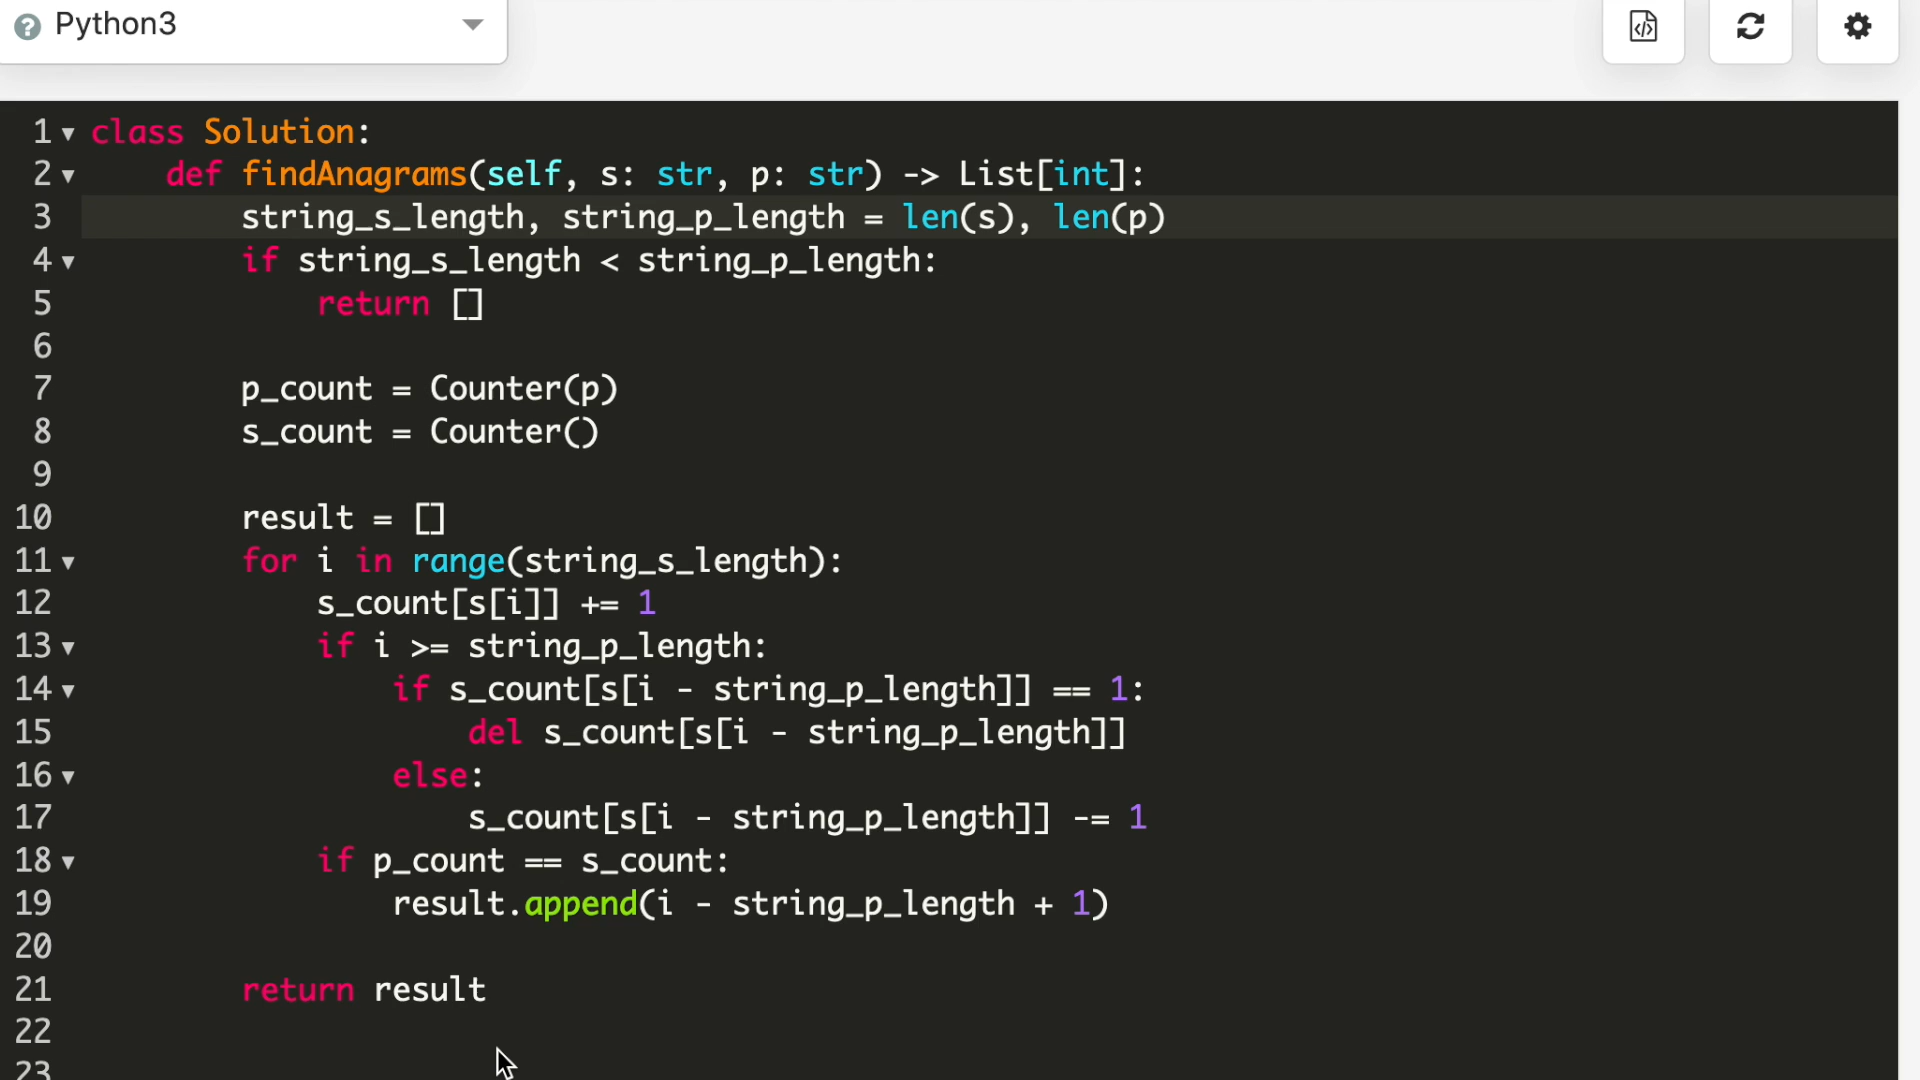 Python3
1 class Solution:
2     def findAnagrams(self, s: str, p: str) -> List[int]:
3         string_s_length, string_p_length = len(s), len(p)
4         if string_s_length < string_p_length:
5             return []
6
7         p_count = Counter(p)
8         s_count = Counter()
9
10         result = []
11         for i in range(string_s_length):
12             s_count[s[i]] += 1
13             if i >= string_p_length:
14                 if s_count[s[i - string_p_length]] == 1:
15                     del s_count[s[i - string_p_length]]
16                 else:
17                     s_count[s[i - string_p_length]] -= 1
18             if p_count == s_count:
19                 result.append(i - string_p_length + 1)
20
21         return result
22
23